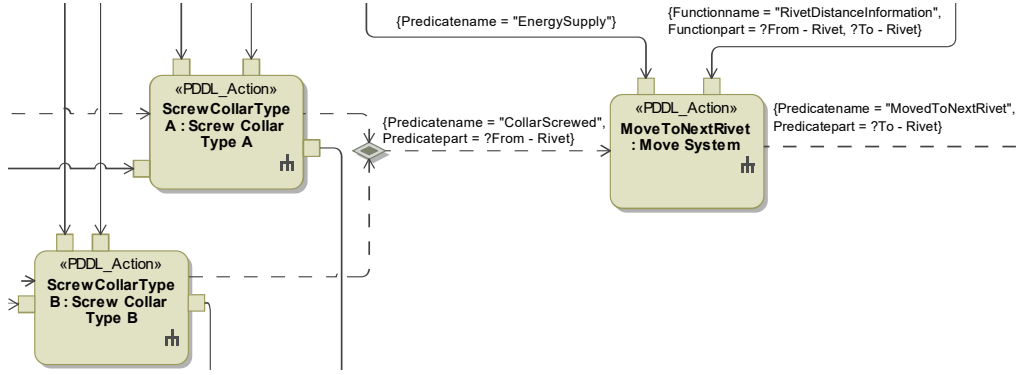 {Predicatename = "EnergySupply"}
{Functionname = "RivetDistanceInformation",
Functionpart = ?From - Rivet, ?To - Rivet}
«PDDL_Action»
ScrewCollarType
A : Screw Collar
Type A
{Predicatename = "CollarScrewed",
Predicatepart = ?From - Rivet}
«PDDL_Action»
MoveToNextRivet
: Move System
{Predicatename = "MovedToNextRivet",
Predicatepart = ?To - Rivet}
«PDDL_Action»
ScrewCollarType
B : Screw Collar
Type B